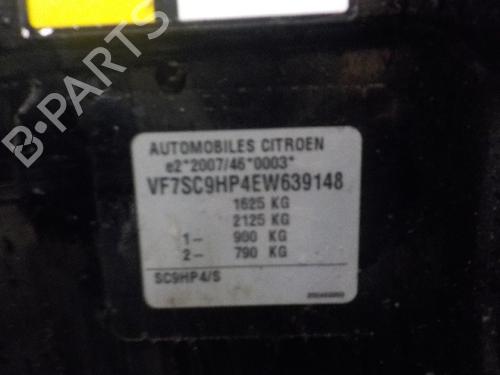 B-PARTS
AUTOMOBILES CITROEN
e2*2007/46*0003*
VF7SC9HP4EW639148
1625 KG
2125 KG
1- 900 KG
2- 790 KG
SC9HP4/S